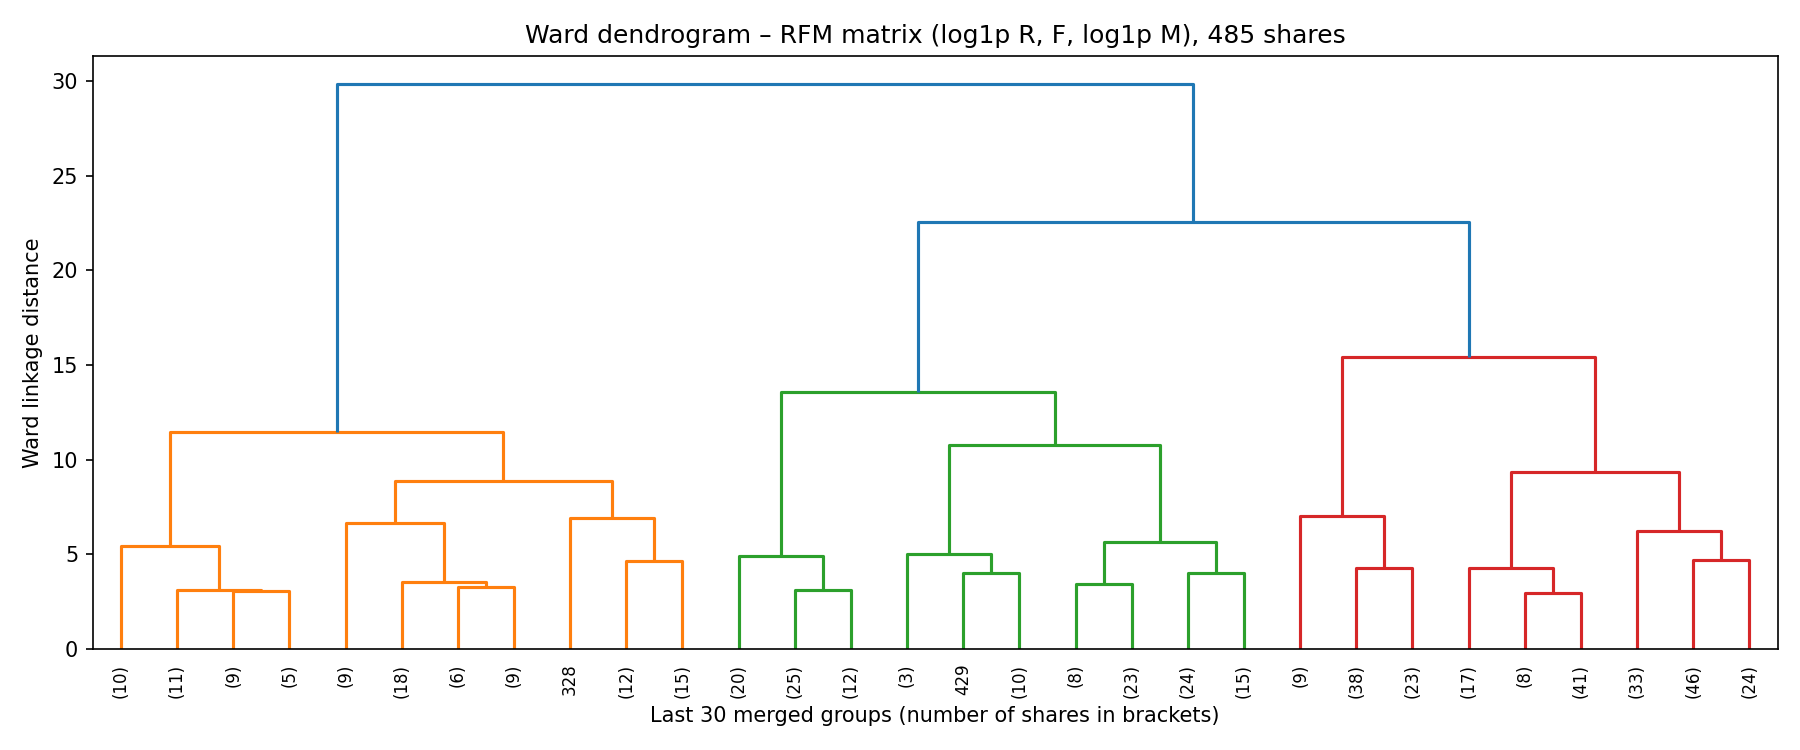 Ward dendrogram – RFM matrix (log1p R, F, log1p M), 485 shares
30
25
20
15
10
5
0
Ward linkage distance
(10) (11) (9) (5) (9) (18) (6) (9) 328 (12) (15) (20) (25) (12) (3) 429 (10) (8) (23) (24) (15) (9) (38) (23) (17) (8) (41) (33) (46) (24)
Last 30 merged groups (number of shares in brackets)